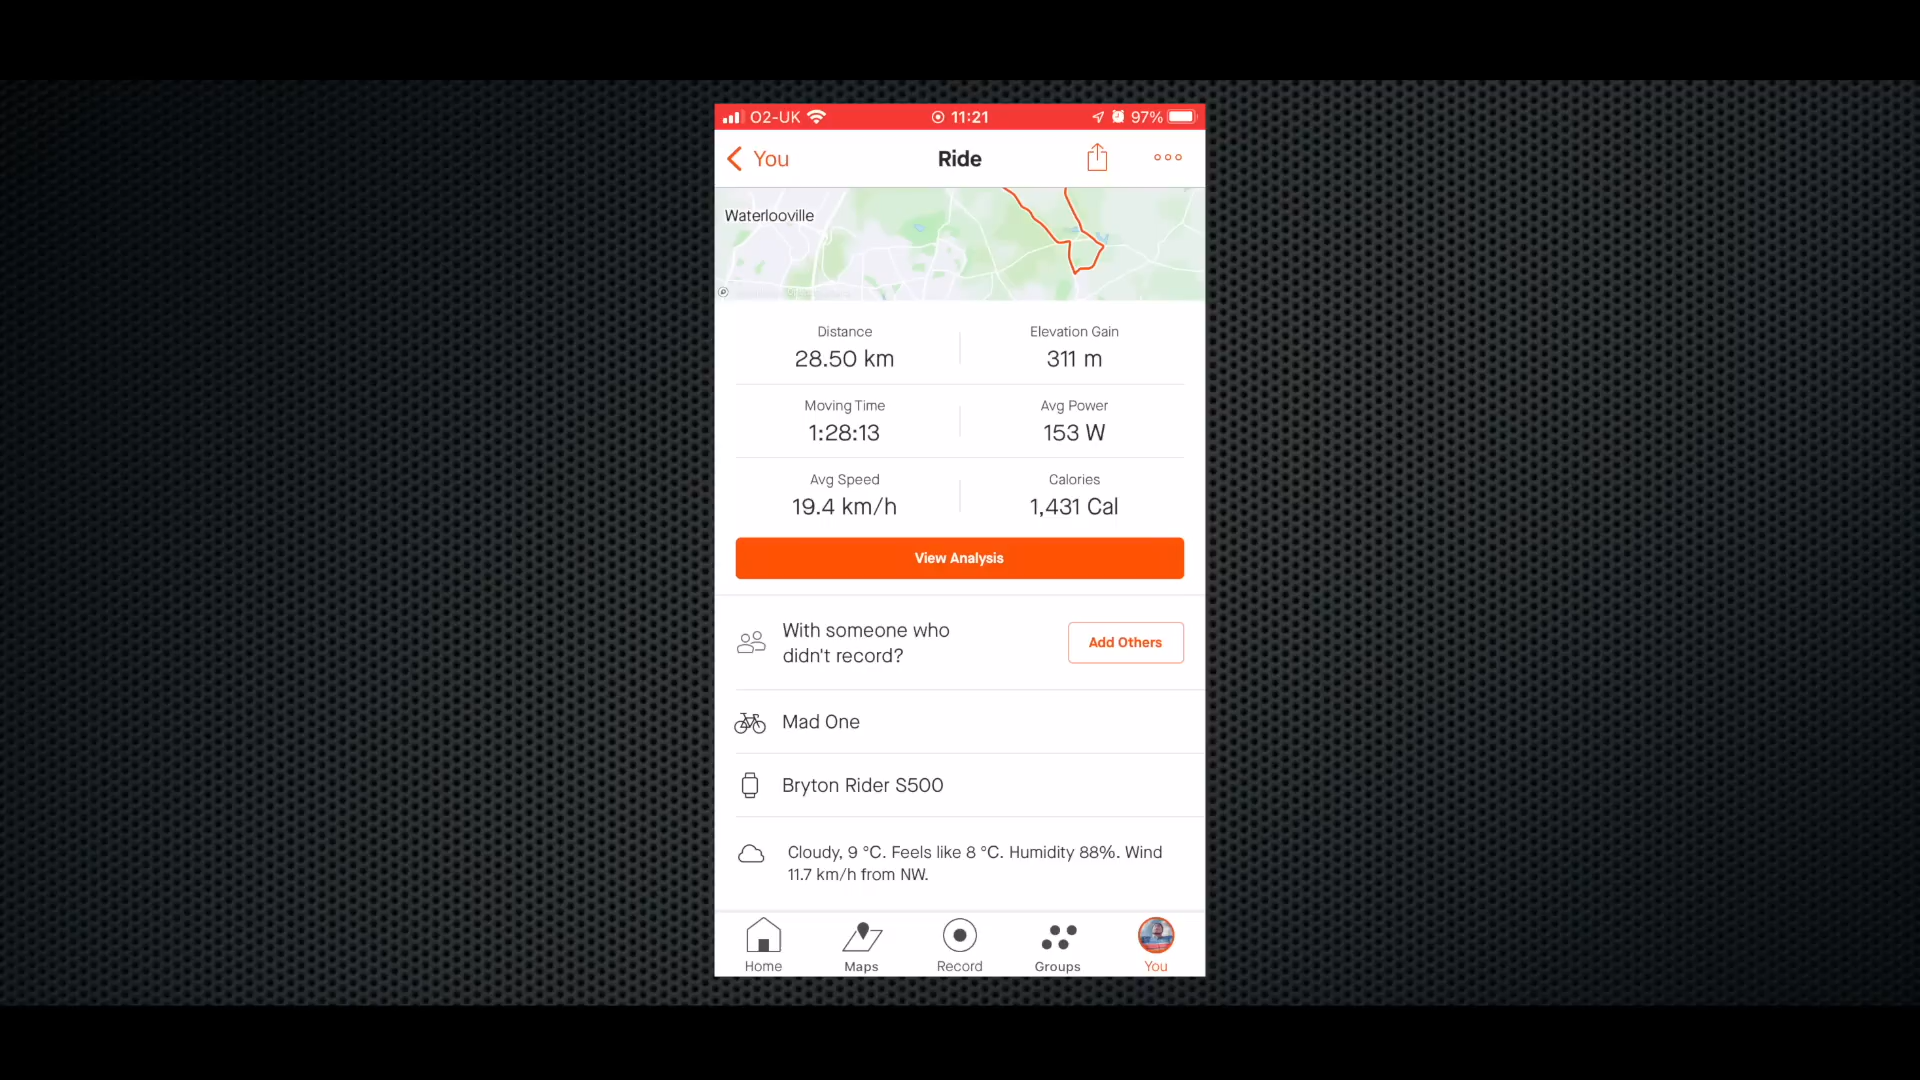 O2-UK 11:21 97%
You Ride
Waterlooville
Distance Elevation Gain
28.50 km 311 m
Moving Time Avg Power
1:28:13 153 W
Avg Speed Calories
19.4 km/h 1,431 Cal
View Analysis
With someone who
didn't record?
Add Others
Mad One
Bryton Rider S500
Cloudy, 9 °C. Feels like 8 °C. Humidity 88%. Wind
11.7 km/h from NW.
Home Maps Record Groups You